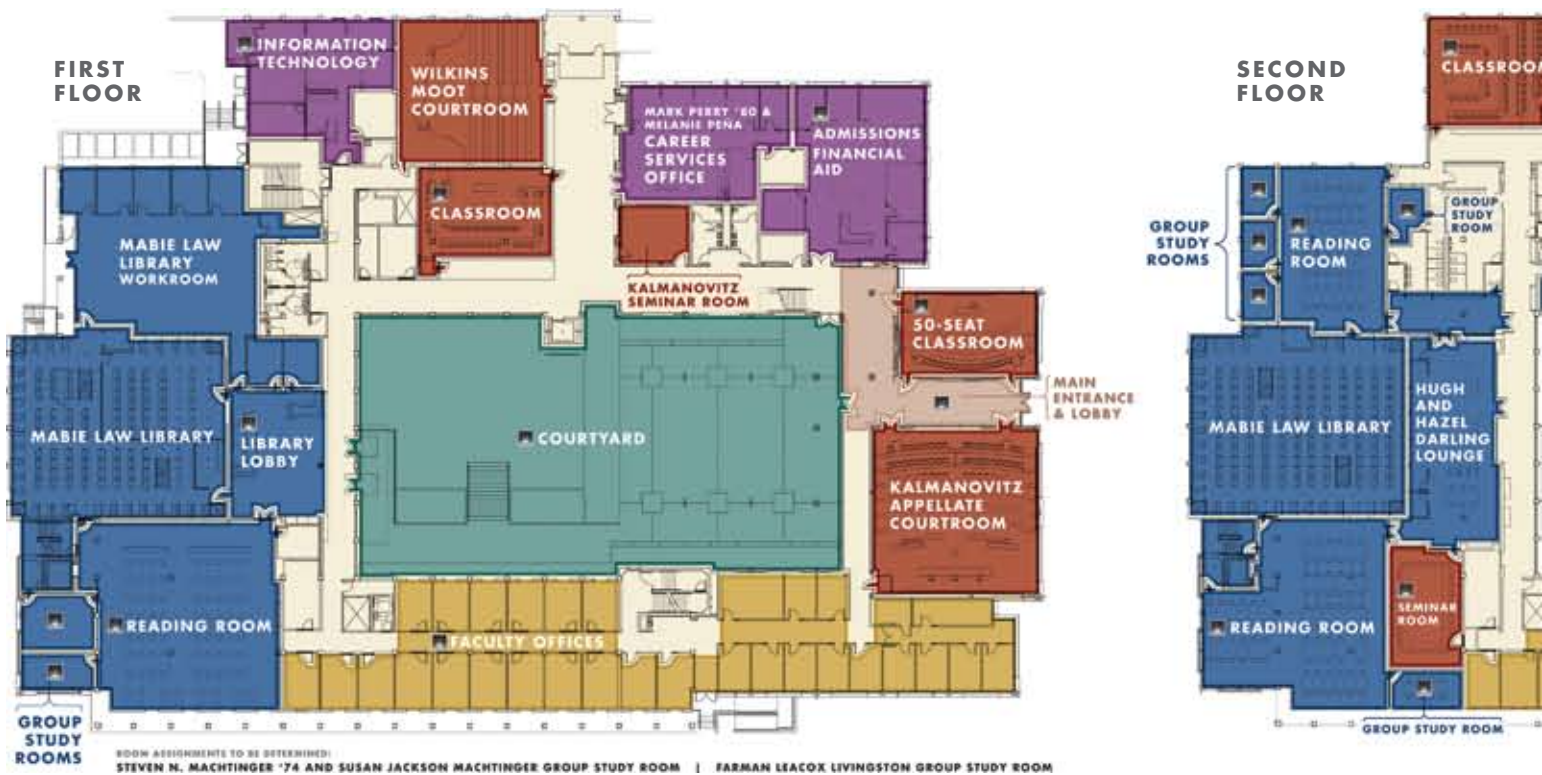 FIRST
FLOOR
INFORMATION
TECHNOLOGY
WILKINS
MOOT
COURTROOM
MARK PERRY '80 &
MELANIE PEÑA
CAREER
SERVICES
OFFICE
ADMISSIONS
FINANCIAL
AID
CLASSROOM
MABIE LAW
LIBRARY
WORKROOM
KALMANOVITZ
SEMINAR ROOM
50-SEAT
CLASSROOM
MAIN
ENTRANCE
& LOBBY
MABIE LAW LIBRARY
LIBRARY
LOBBY
COURTYARD
KALMANOVITZ
APPELLATE
COURTROOM
READING ROOM
FACULTY OFFICES
GROUP
STUDY
ROOMS
ROOM ASSIGNMENTS TO BE DETERMINED:
STEVEN N. MACHTINGER '74 AND SUSAN JACKSON MACHTINGER GROUP STUDY ROOM | FARMAN LEACOX LIVINGSTON GROUP STUDY ROOM
SECOND
FLOOR
CLASSROOM
GROUP
STUDY
ROOMS
READING
ROOM
GROUP
STUDY
ROOM
MABIE LAW LIBRARY
HUGH
AND
HAZEL
DARLING
LOUNGE
READING ROOM
SEMINAR
ROOM
GROUP STUDY ROOM